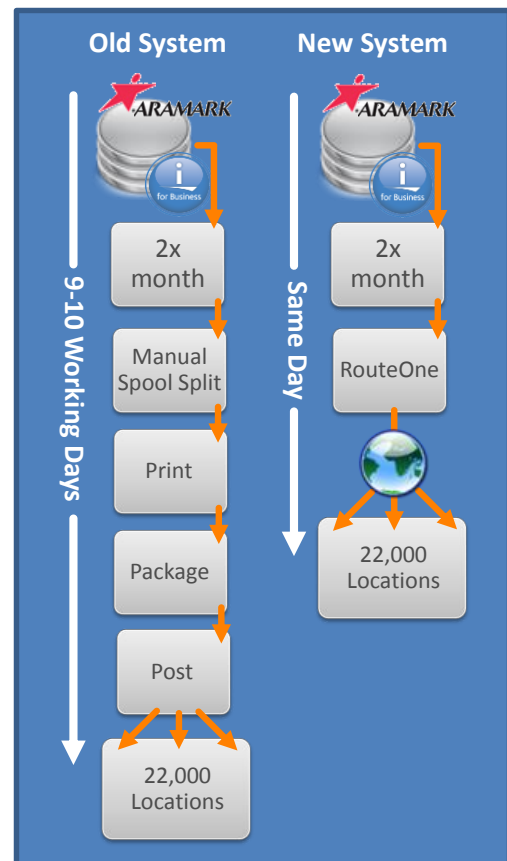 Old System
9-10 Working Days
ARAMARK
i
for Business
2x
month
Manual
Spool Split
Print
Package
Post
22,000
Locations
New System
Same Day
ARAMARK
i
for Business
2x
month
RouteOne
22,000
Locations